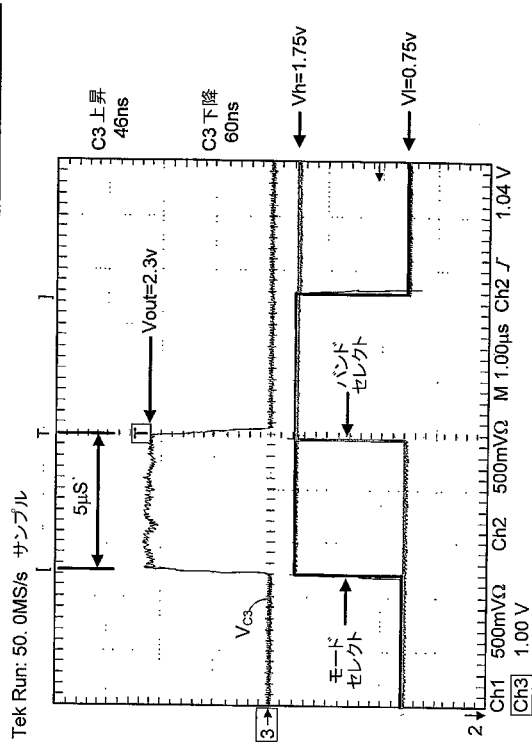 Tek Run: 50. 0MS/s サンプル
[ T ]
5μS
C3 上昇
46ns
Vout=2.3v
T
C3 下降
60ns
VC3
3→
Vh=1.75v
モード
セレクト
バンド
セレクト
Vl=0.75v
2
Ch1 500mVΩ Ch2 500mVΩ M 1.00μs Ch2 1.04 V
Ch3 1.00 V